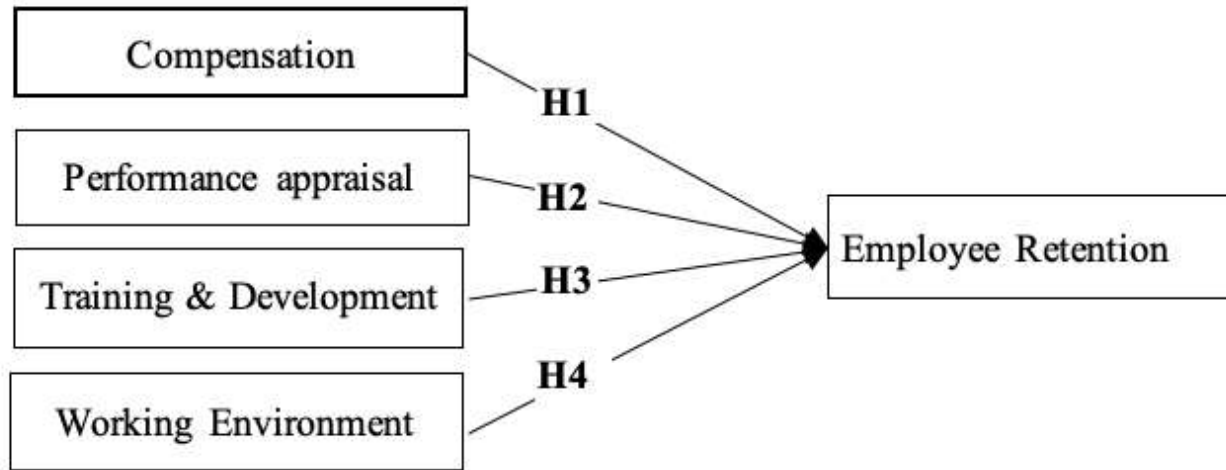 Compensation
H1
Performance appraisal
H2
Employee Retention
Training & Development
H3
H4
Working Environment